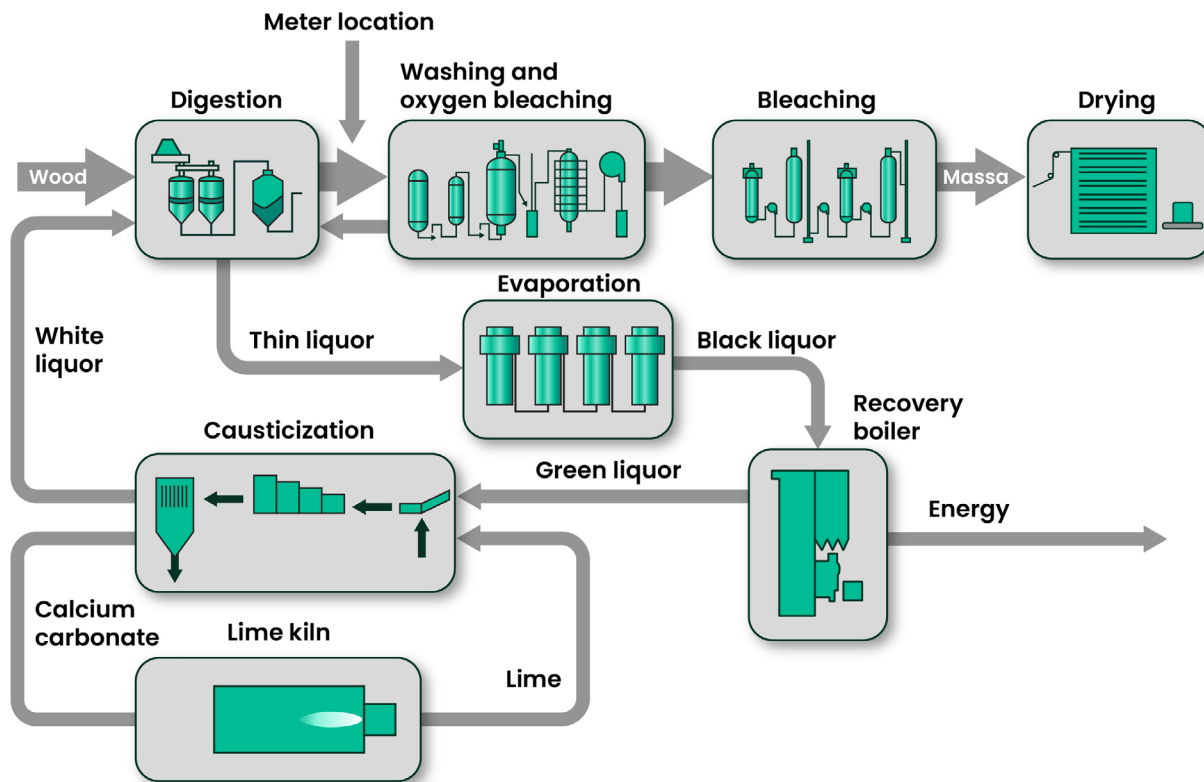 Meter location
Digestion
Washing and
oxygen bleaching
Bleaching
Drying
Wood
Massa
Evaporation
White
liquor
Thin liquor
Black liquor
Recovery
boiler
Causticization
Green liquor
Energy
Calcium
carbonate
Lime kiln
Lime